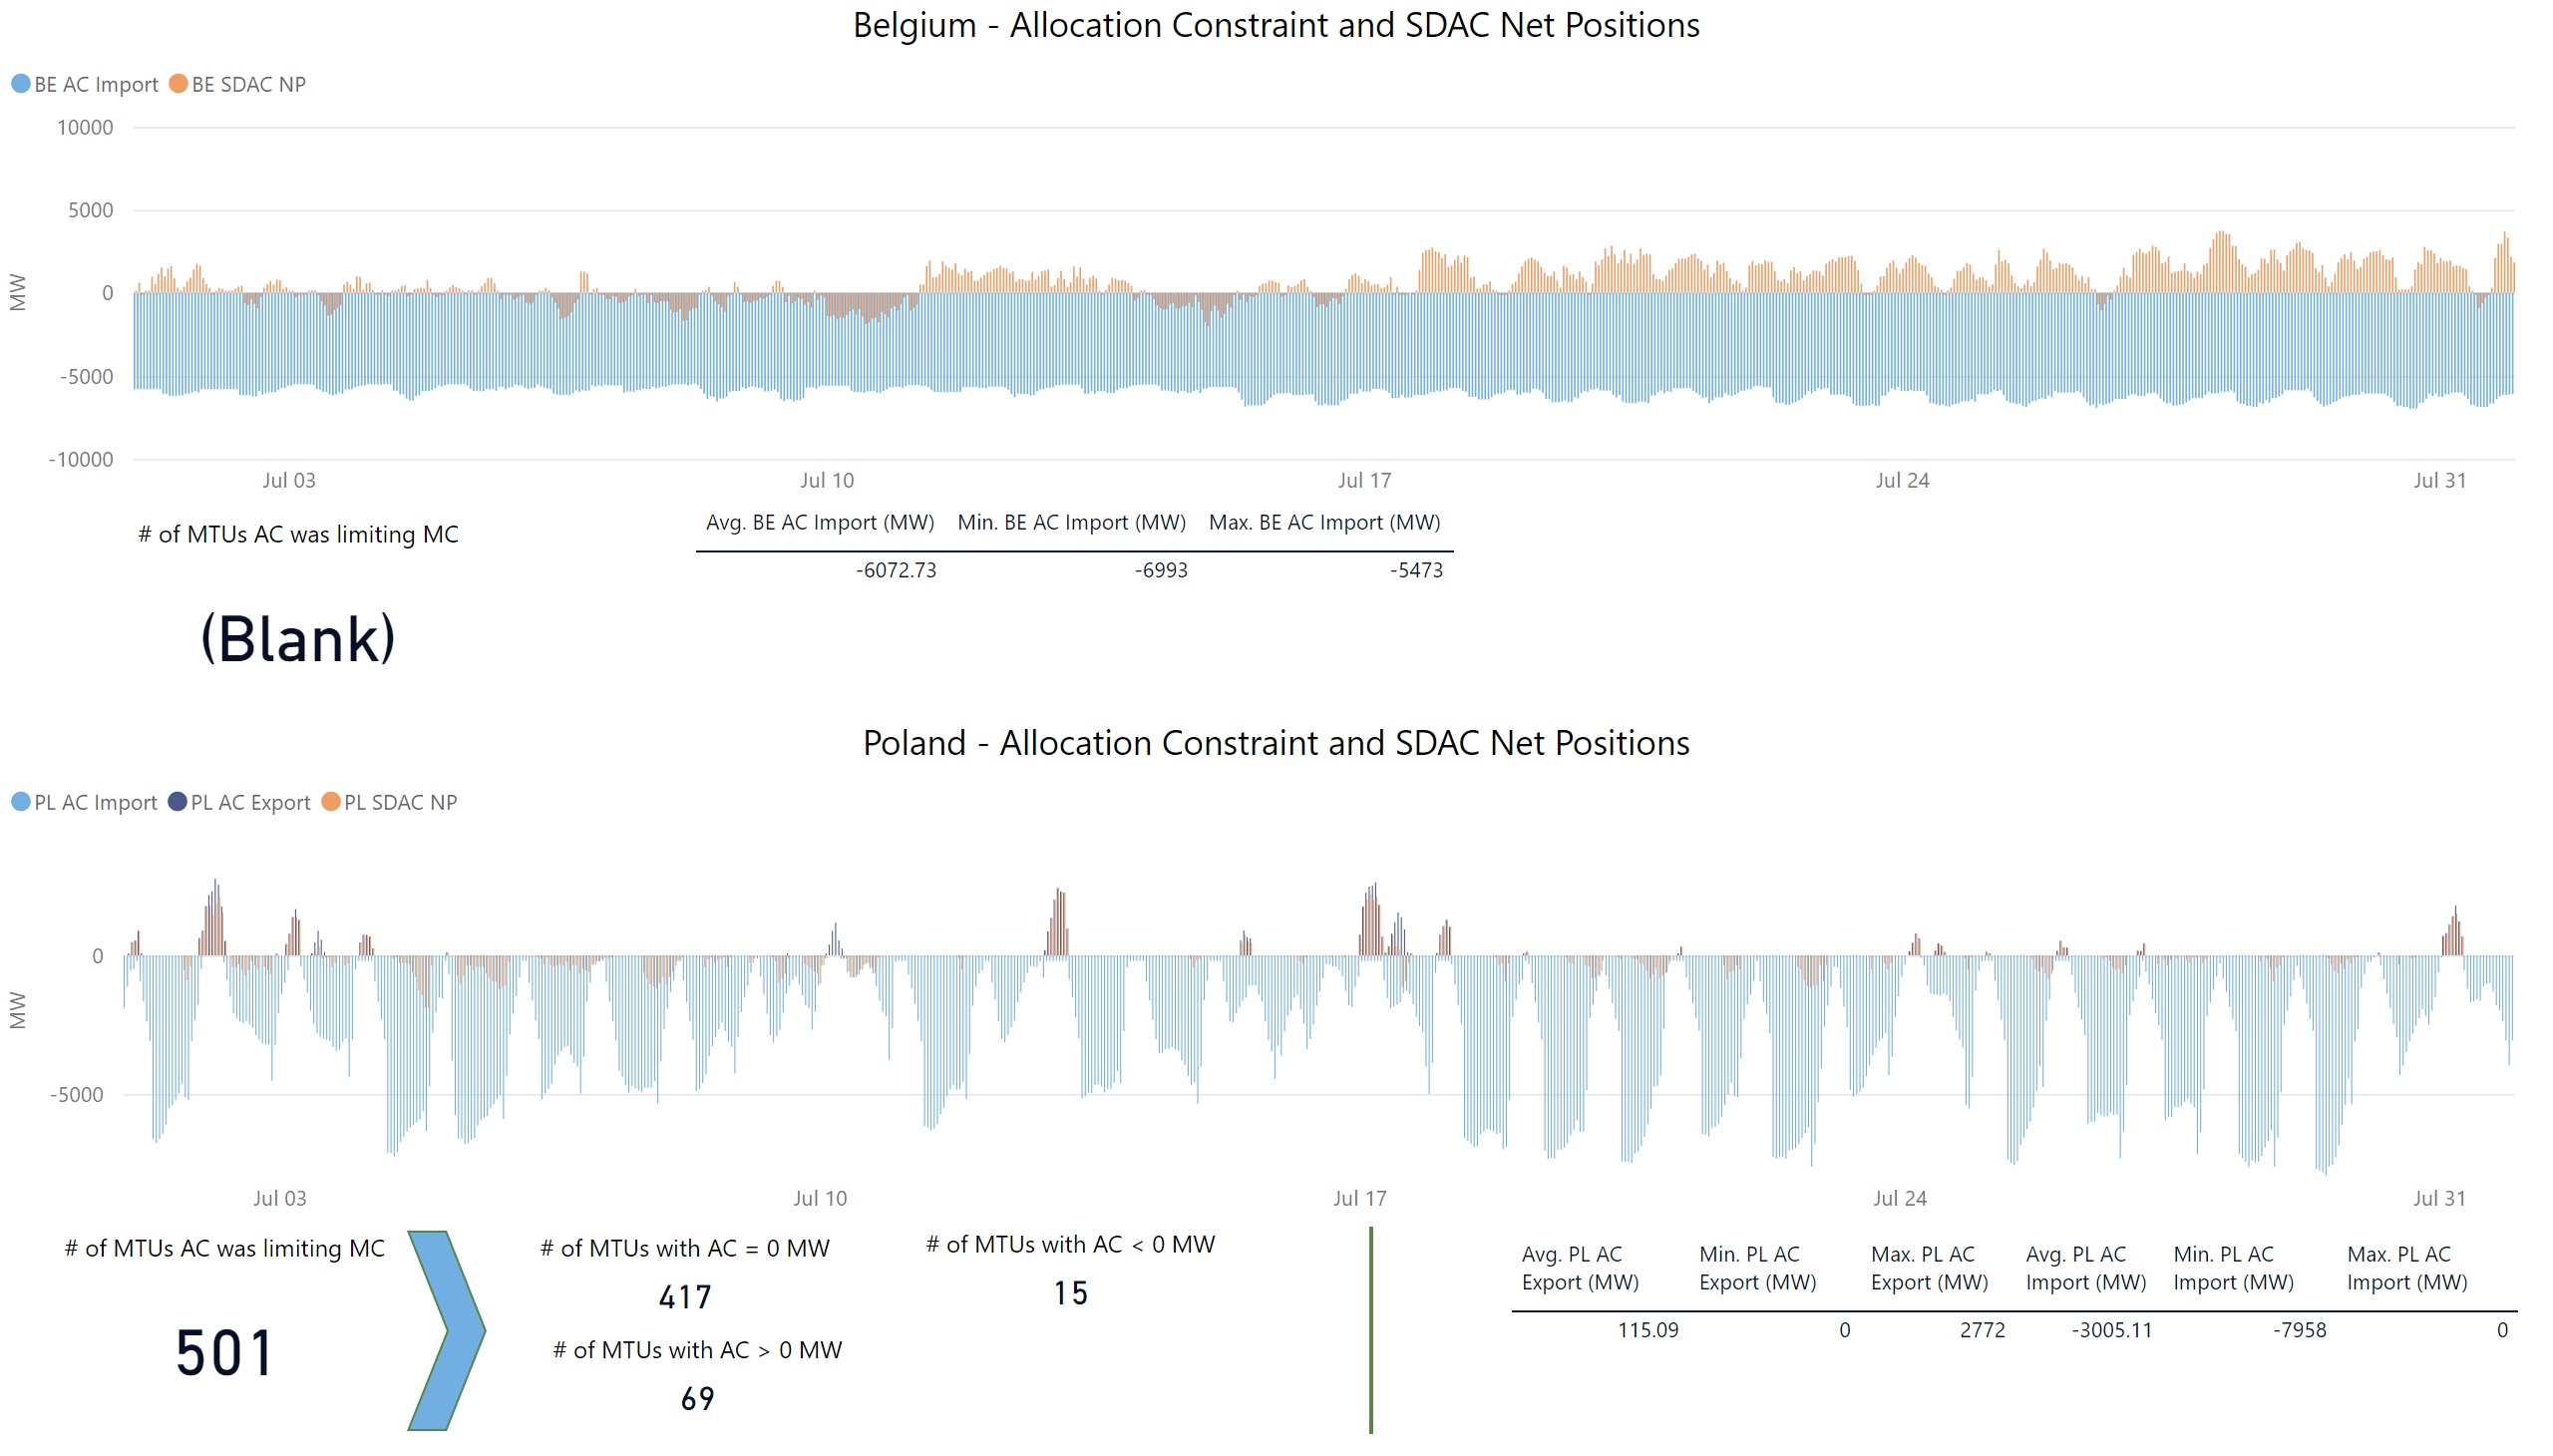 Belgium - Allocation Constraint and SDAC Net Positions
BE AC Import BE SDAC NP
10000
5000
0
-5000
-10000
MW
Jul 03 Jul 10 Jul 17 Jul 24 Jul 31
# of MTUs AC was limiting MC
(Blank)
Avg. BE AC Import (MW) Min. BE AC Import (MW) Max. BE AC Import (MW)
-6072.73 -6993 -5473
Poland - Allocation Constraint and SDAC Net Positions
PL AC Import PL AC Export PL SDAC NP
0
-5000
MW
Jul 03 Jul 10 Jul 17 Jul 24 Jul 31
# of MTUs AC was limiting MC
501
# of MTUs with AC = 0 MW
417
# of MTUs with AC > 0 MW
69
# of MTUs with AC < 0 MW
15
Avg. PL AC Min. PL AC Max. PL AC Avg. PL AC Min. PL AC Max. PL AC
Export (MW) Export (MW) Export (MW) Import (MW) Import (MW) Import (MW)
115.09 0 2772 -3005.11 -7958 0